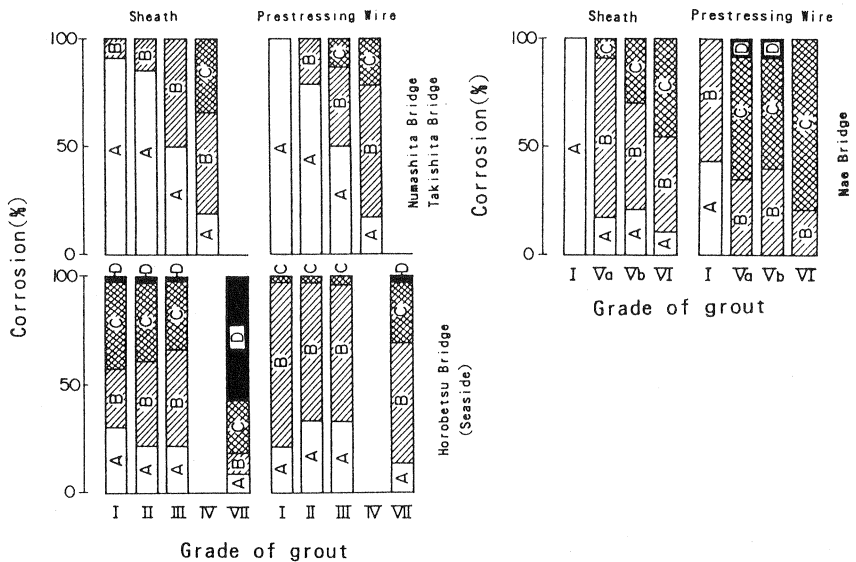 Sheath
Prestressing Wire
Corrosion(%)
100
50
0
B
A
B
A
B
A
C
B
A
A
B
A
C
B
A
C
B
A
Numashita Bridge
Takishita Bridge
100
50
0
D
C
B
A
D
C
B
A
D
C
B
A
D
C
B
A
C
B
A
C
B
A
C
B
A
D
C
B
A
Horobetsu Bridge
(Seaside)
I II III IV VII
I II III IV VII
Grade of grout
Sheath
Prestressing Wire
Corrosion(%)
100
50
0
A
C
B
A
C
B
A
C
B
A
B
A
D
C
B
D
C
B
C
B
Nae Bridge
I Va Vb VI
I Va Vb VI
Grade of grout